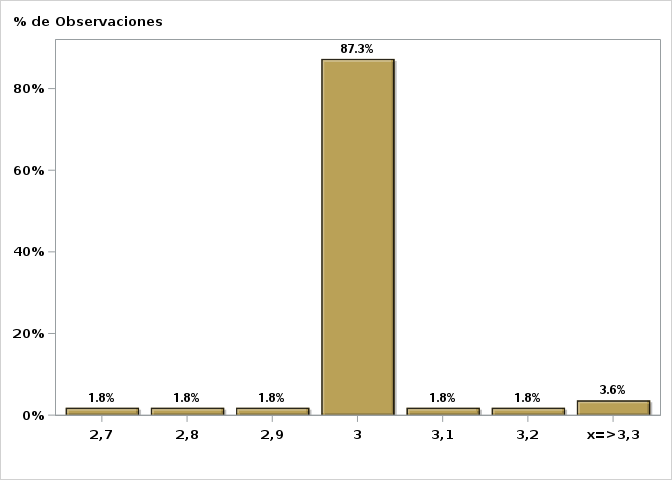 % de Observaciones
87.3%
80%
60%
40%
20%
1.8% 1.8% 1.8% 1.8% 1.8% 3.6%
0%
2,7 2,8 2,9 3 3,1 3,2 x=>3,3